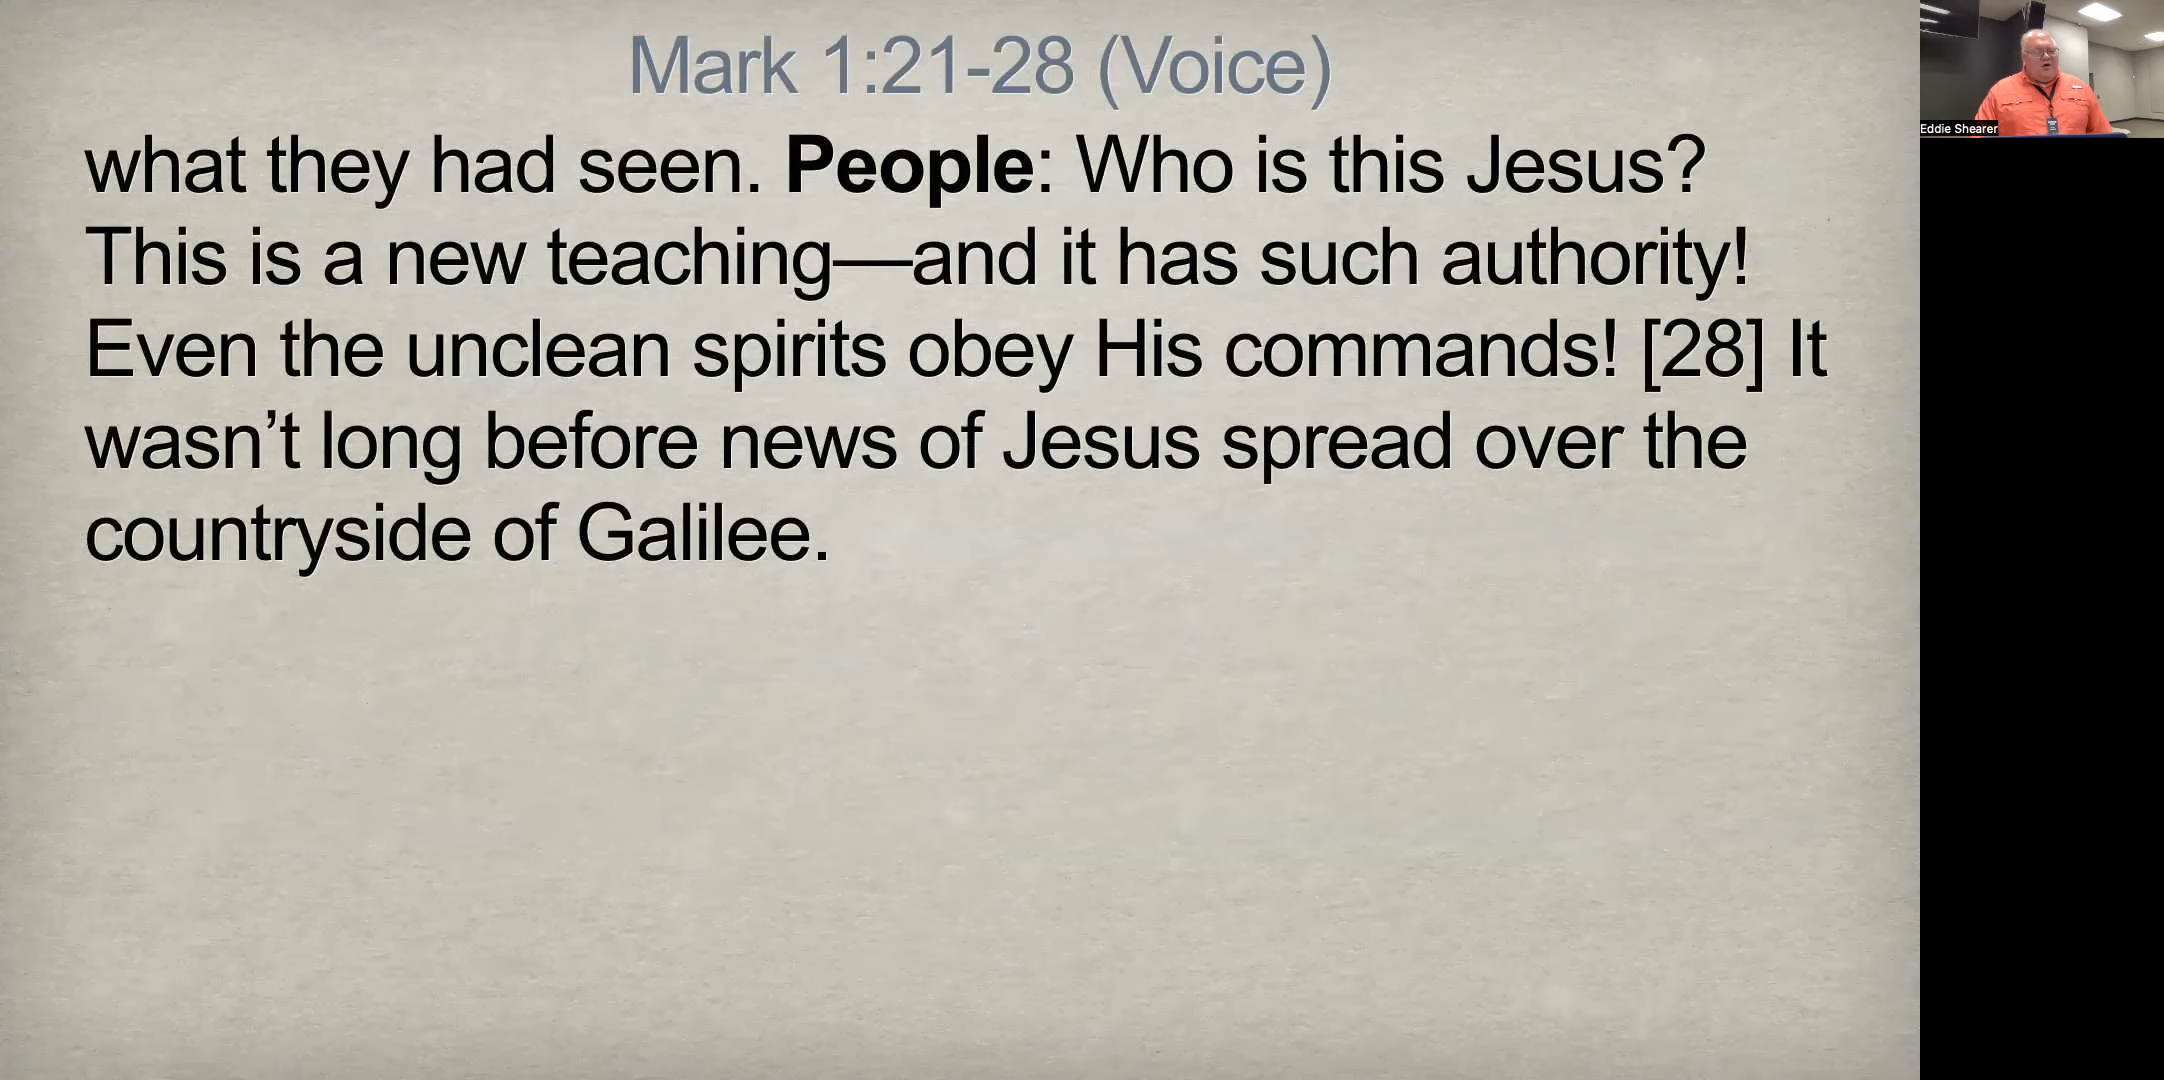 Mark 1:21-28 (Voice)
what they had seen. People: Who is this Jesus?
This is a new teaching—and it has such authority!
Even the unclean spirits obey His commands! [28] It
wasn’t long before news of Jesus spread over the
countryside of Galilee.
Eddie Shearer